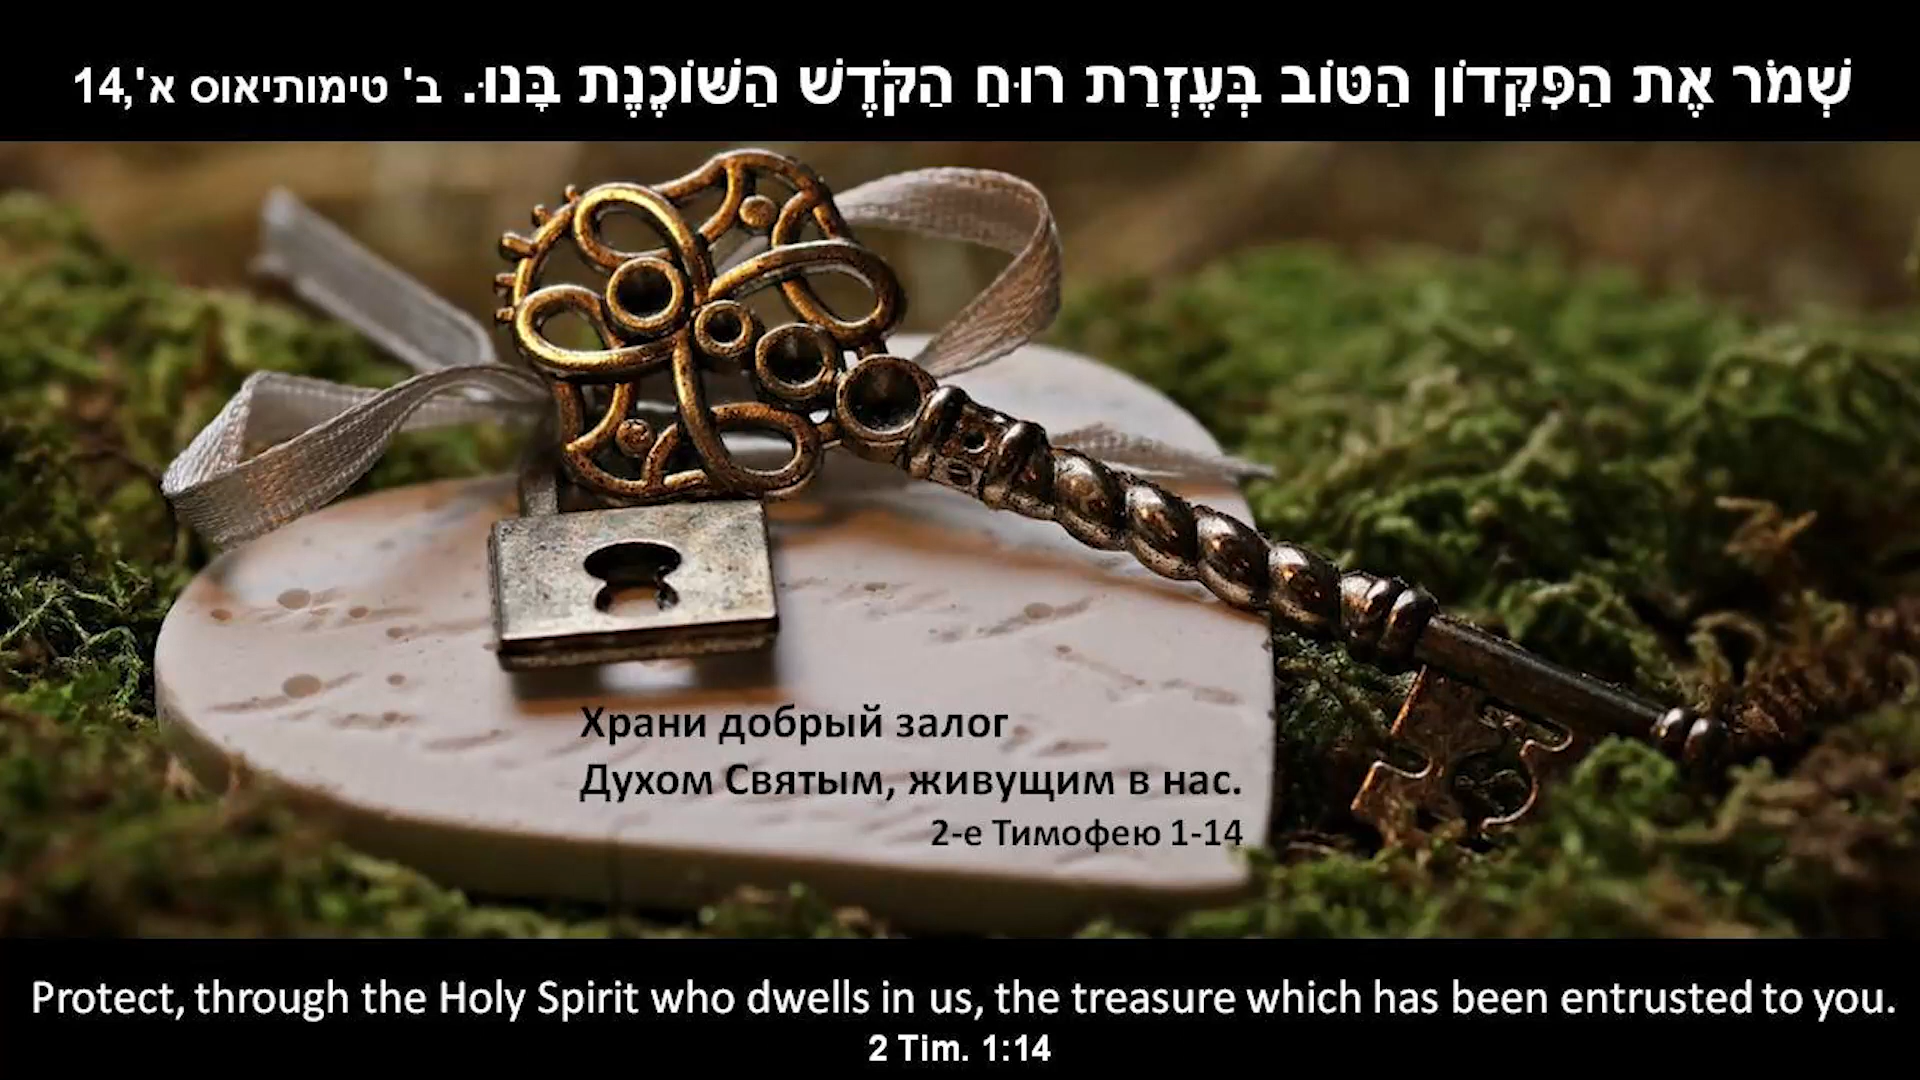 שְׁמֹר אֶת הַפִּקָּדוֹן הַטּוֹב בְּעֶזְרַת רוּחַ הַקֹּדֶשׁ הַשּׁוֹכֶנֶת בָּנוּ. ב' טימותיאוס א',14
Храни добрый залог
Духом Святым, живущим в нас.
2-е Тимофею 1-14
Protect, through the Holy Spirit who dwells in us, the treasure which has been entrusted to you.
2 Tim. 1:14